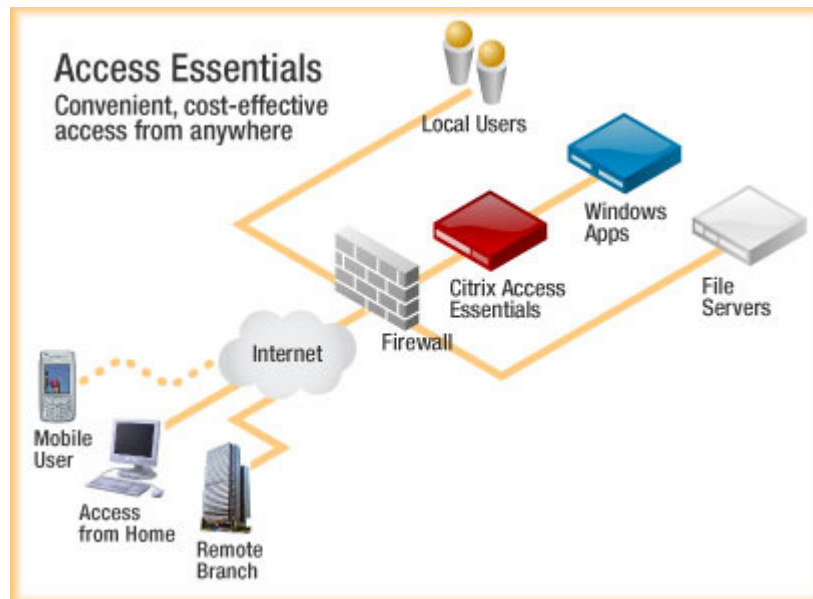 Access Essentials
Convenient, cost-effective
access from anywhere
Local Users
Windows
Apps
Citrix Access
Essentials
File
Servers
Firewall
Internet
Mobile
User
Access
from Home
Remote
Branch